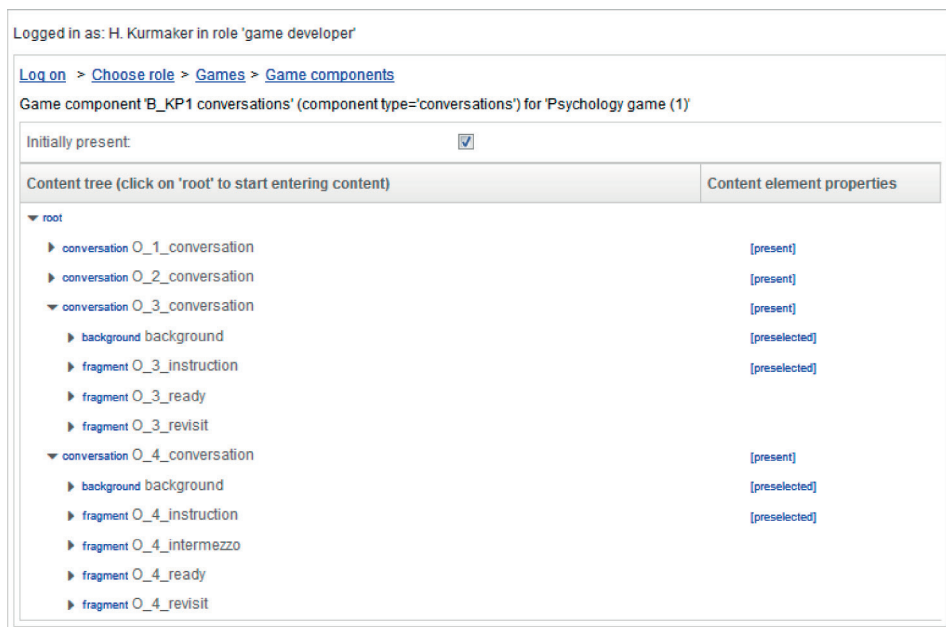 Logged in as: H. Kurmaker in role 'game developer'
Log on > Choose role > Games > Game components
Game component 'B_KP1 conversations' (component type='conversations') for 'Psychology game (1)'
Initially present:
Content tree (click on 'root' to start entering content) Content element properties
root
conversation O_1_conversation [present]
conversation O_2_conversation [present]
conversation O_3_conversation [present]
background background [preselected]
fragment O_3_instruction [preselected]
fragment O_3_ready
fragment O_3_revisit
conversation O_4_conversation [present]
background background [preselected]
fragment O_4_instruction [preselected]
fragment O_4_intermezzo
fragment O_4_ready
fragment O_4_revisit